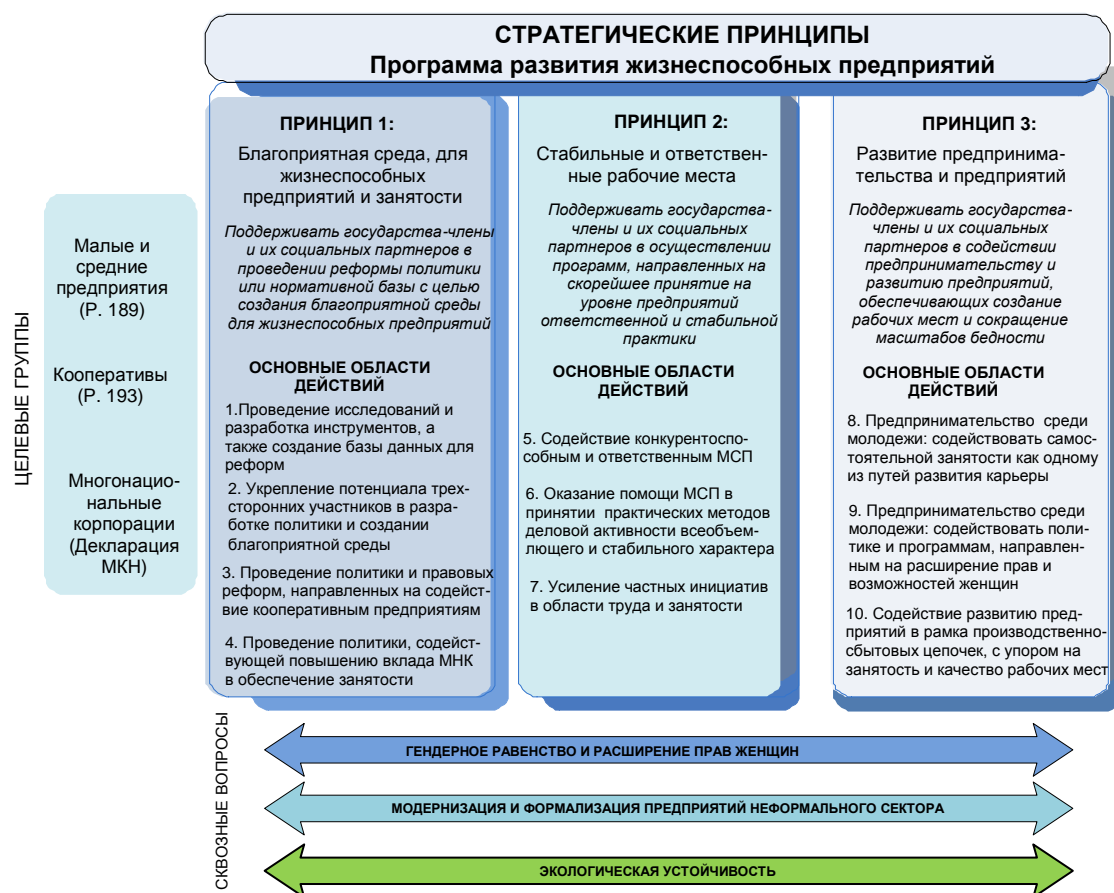 СТРАТЕГИЧЕСКИЕ ПРИНЦИПЫ
Программа развития жизнеспособных предприятий
ЦЕЛЕВЫЕ ГРУППЫ
Малые и
средние
предприятия
(Р. 189)
Кооперативы
(Р. 193)
Многонацио-
нальные
корпорации
(Декларация
МКН)
ПРИНЦИП 1:
Благоприятная среда, для
жизнеспособных
предприятий и занятости
Поддерживать государства-члены
и их социальных партнеров в
проведении реформы политики
или нормативной базы с целью
создания благоприятной среды
для жизнеспособных предприятий
ОСНОВНЫЕ ОБЛАСТИ
ДЕЙСТВИЙ
1.Проведение исследований и
разработка инструментов, а
также создание базы данных для
реформ
2. Укрепление потенциала трех-
сторонних участников в разра-
ботке политики и создании
благоприятной среды
3. Проведение политики и правовых
реформ, направленных на содейст-
вие кооперативным предприятиям
4. Проведение политики, содейст-
вующей повышению вклада МНК
в обеспечение занятости
ПРИНЦИП 2:
Стабильные и ответствен-
ные рабочие места
Поддерживать государства-
члены и их социальных
партнеров в осуществлении
программ, направленных на
скорейшее принятие на
уровне предприятий
ответственной и стабильной
практики
ОСНОВНЫЕ ОБЛАСТИ
ДЕЙСТВИЙ
5. Содействие конкурентоспо-
собным и ответственным МСП
6. Оказание помощи МСП в
принятии практических методов
деловой активности всеобъем-
лющего и стабильного характера
7. Усиление частных инициатив
в области труда и занятости
ПРИНЦИП 3:
Развитие предпринима-
тельства и предприятий
Поддерживать государства-
члены и их социальных
партнеров в содействии
предпринимательству и
развитию предприятий,
обеспечивающих создание
рабочих мест и сокращение
масштабов бедности
ОСНОВНЫЕ ОБЛАСТИ
ДЕЙСТВИЙ
8. Предпринимательство среди
молодежи: содействовать самос-
тоятельной занятости как одному
из путей развития карьеры
9. Предпринимательство среди
молодежи: содействовать поли-
тике и программам, направлен-
ным на расширение прав и
возможностей женщин
10. Содействие развитию пред-
приятий в рамка производственно-
сбытовых цепочек, с упором на
занятость и качество рабочих мест
СКВОЗНЫЕ ВОПРОСЫ
ГЕНДЕРНОЕ РАВЕНСТВО И РАСШИРЕНИЕ ПРАВ ЖЕНЩИН
МОДЕРНИЗАЦИЯ И ФОРМАЛИЗАЦИЯ ПРЕДПРИЯТИЙ НЕФОРМАЛЬНОГО СЕКТОРА
ЭКОЛОГИЧЕСКАЯ УСТОЙЧИВОСТЬ